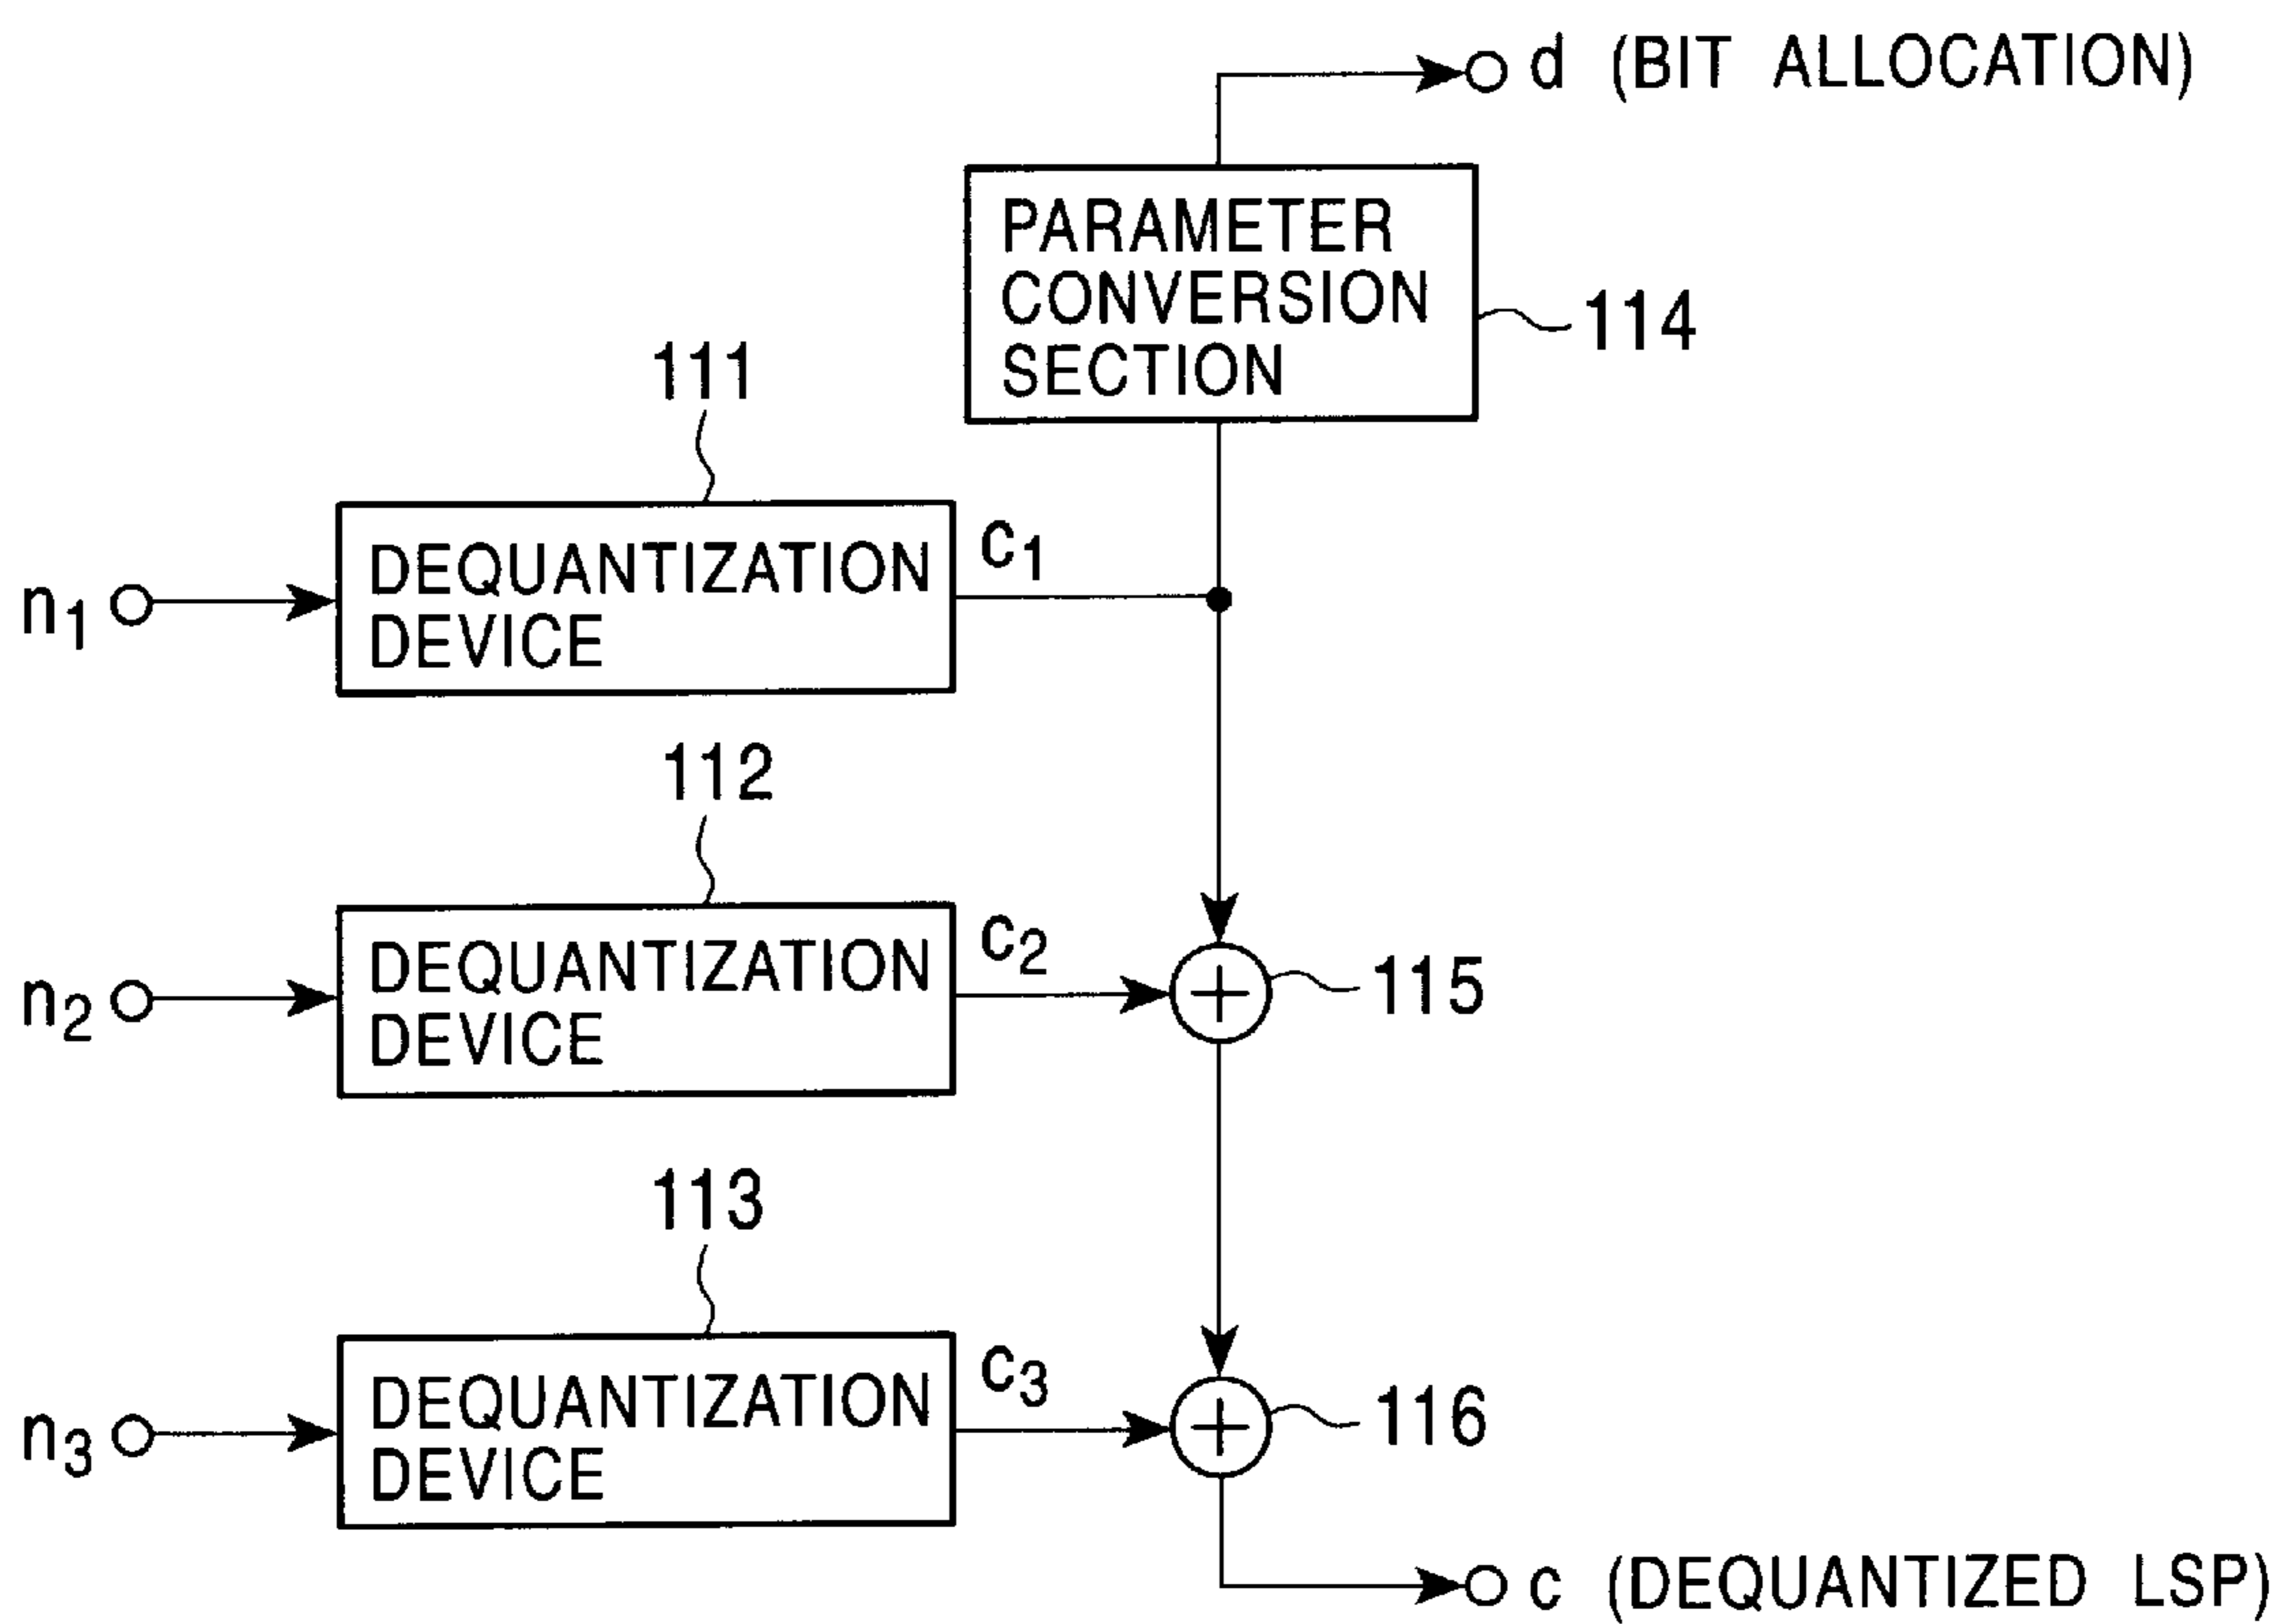 d (BIT ALLOCATION)
PARAMETER
CONVERSION
SECTION
114
111
n1
DEQUANTIZATION
DEVICE
c1
112
n2
DEQUANTIZATION
DEVICE
c2
115
113
n3
DEQUANTIZATION
DEVICE
c3
116
c (DEQUANTIZED LSP)